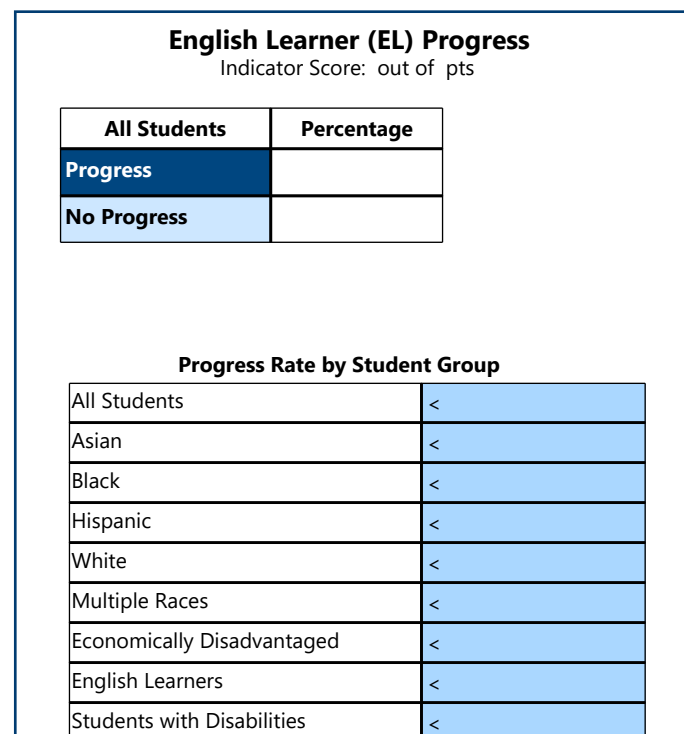 English Learner (EL) Progress
Indicator Score: out of pts
All Students Percentage
Progress
No Progress
Progress Rate by Student Group
All Students <
Asian <
Black <
Hispanic <
White <
Multiple Races <
Economically Disadvantaged <
English Learners <
Students with Disabilities <